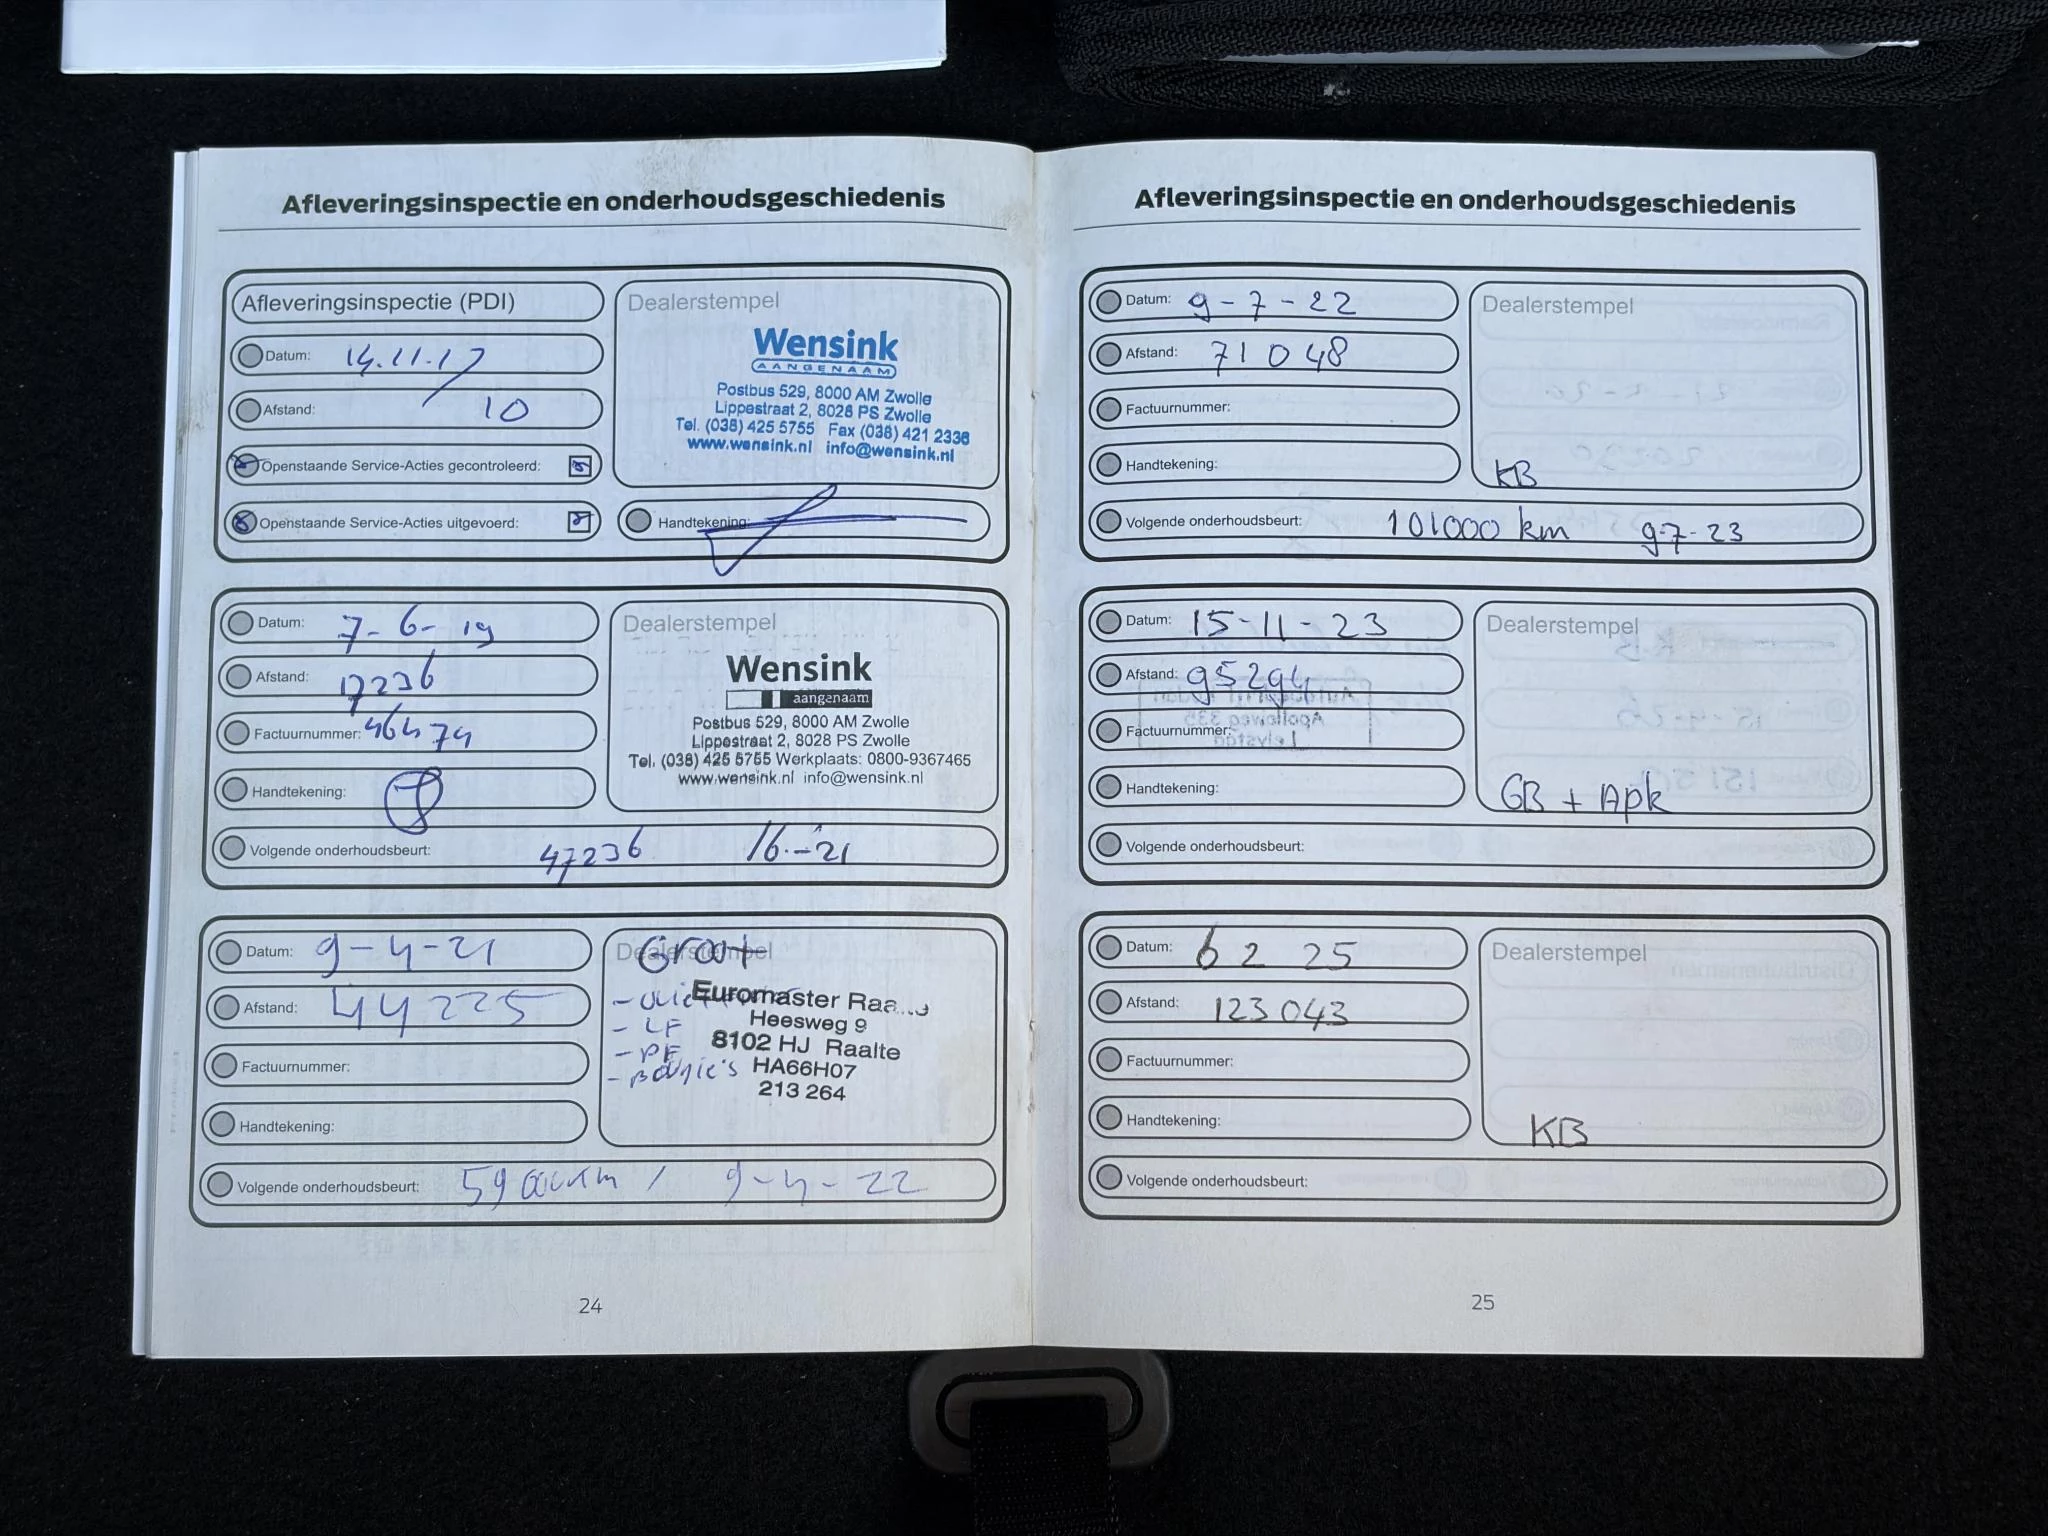 Afleveringsinspectie en onderhoudsgeschiedenis
Afleveringsinspectie (PDI)
Datum: 14.11.17
Afstand: 10
Openstaande Service-Acties gecontroleerd:
Openstaande Service-Acties uitgevoerd:
Dealerstempel
Wensink
AANGENAAM
Postbus 529, 8000 AM Zwolle
Lippestraat 2, 8028 PS Zwolle
Tel. (038) 425 5755 Fax (038) 421 2336
www.wensink.nl info@wensink.nl
Handtekening:
Datum: 7-6-19
Afstand: 17236
Factuurnummer: 46474
Handtekening:
Dealerstempel
Wensink
aangenaam
Postbus 529, 8000 AM Zwolle
Lippestraat 2, 8028 PS Zwolle
Tel. (038) 425 5755 Werkplaats: 0800-9367465
www.wensink.nl info@wensink.nl
Volgende onderhoudsbeurt: 47236
Datum: 9-4-21
Afstand: 44225
Factuurnummer:
Handtekening:
Dealerstempel
Groot
Euromaster
Heesweg 9
- LF
8102 HJ Raalte
- PF
HA66H07
- Bougie's
213 264
Volgende onderhoudsbeurt: 9-4-22
24
Afleveringsinspectie en onderhoudsgeschiedenis
Datum: 9-7-22
Afstand: 71048
Factuurnummer:
Handtekening:
Dealerstempel
KB
Volgende onderhoudsbeurt: 101000 km 9-7-23
Datum: 15-11-23
Afstand: 95294
Factuurnummer:
Handtekening:
Dealerstempel
GB + Apk
Volgende onderhoudsbeurt:
Datum: 6 2 25
Afstand: 123043
Factuurnummer:
Handtekening:
Dealerstempel
KB
Volgende onderhoudsbeurt:
25